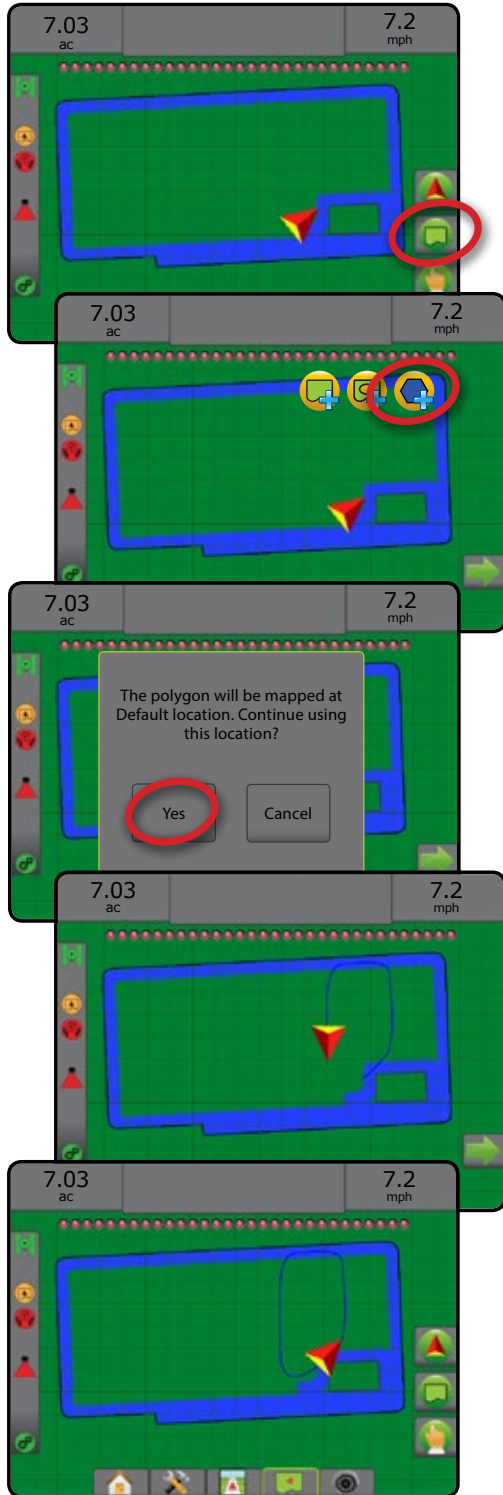 7.03
ac
7.2
mph
7.03
ac
7.2
mph
7.03
ac
7.2
mph
The polygon will be mapped at
Default location. Continue using
this location?
Yes
Cancel
7.03
ac
7.2
mph
7.03
ac
7.2
mph